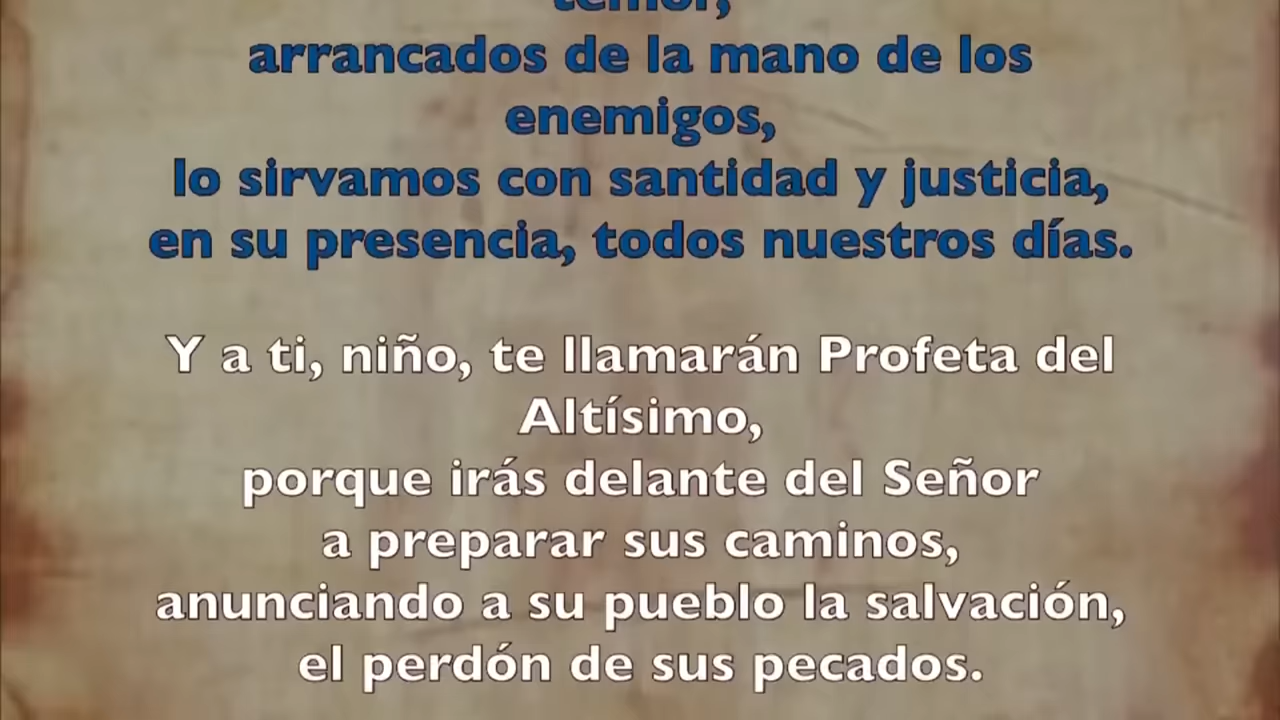 temor,
arrancados de la mano de los
enemigos,
lo sirvamos con santidad y justicia,
en su presencia, todos nuestros días.
Y a ti, niño, te llamarán Profeta del
Altísimo,
porque irás delante del Señor
a preparar sus caminos,
anunciando a su pueblo la salvación,
el perdón de sus pecados.